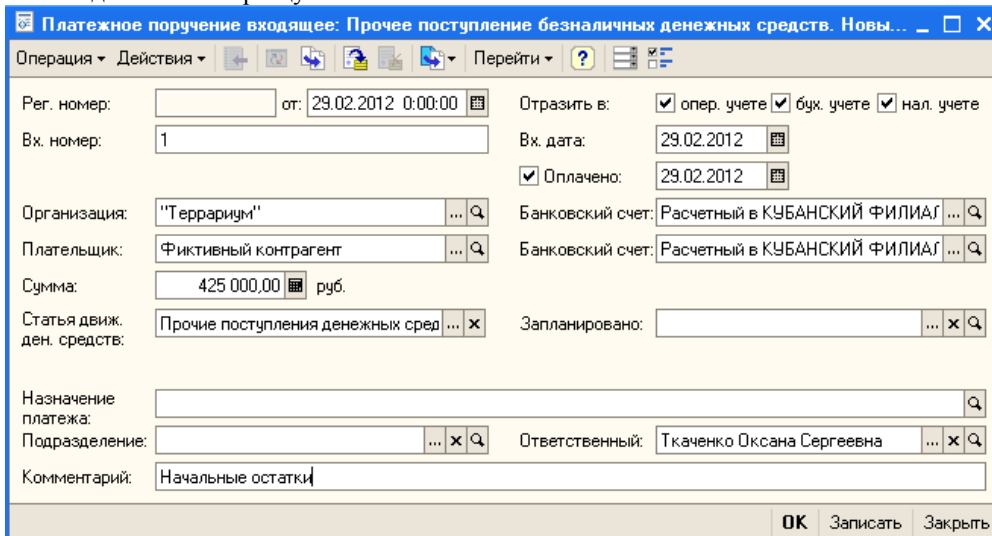 Платежное поручение входящее: Прочее поступление безналичных денежных средств. Новы...
Операция Действия Перейти ?
Рег. номер: от: 29.02.2012 0:00:00 Отразить в: опер. учете бух. учете нал. учете
Вх. номер: 1 Вх. дата: 29.02.2012
Оплачено: 29.02.2012
Организация: "Террариум" ... Банковский счет: Расчетный в КУБАНСКИЙ ФИЛИАЛ ...
Плательщик: Фиктивный контрагент ... Банковский счет: Расчетный в КУБАНСКИЙ ФИЛИАЛ ...
Сумма: 425 000,00 руб.
Статья движ. ден. средств: Прочие поступления денежных сред ... x Запланировано: ... x
Назначение платежа:
Подразделение: ... x Ответственный: Ткаченко Оксана Сергеевна ... x
Комментарий: Начальные остатки
OK Записать Закрыть